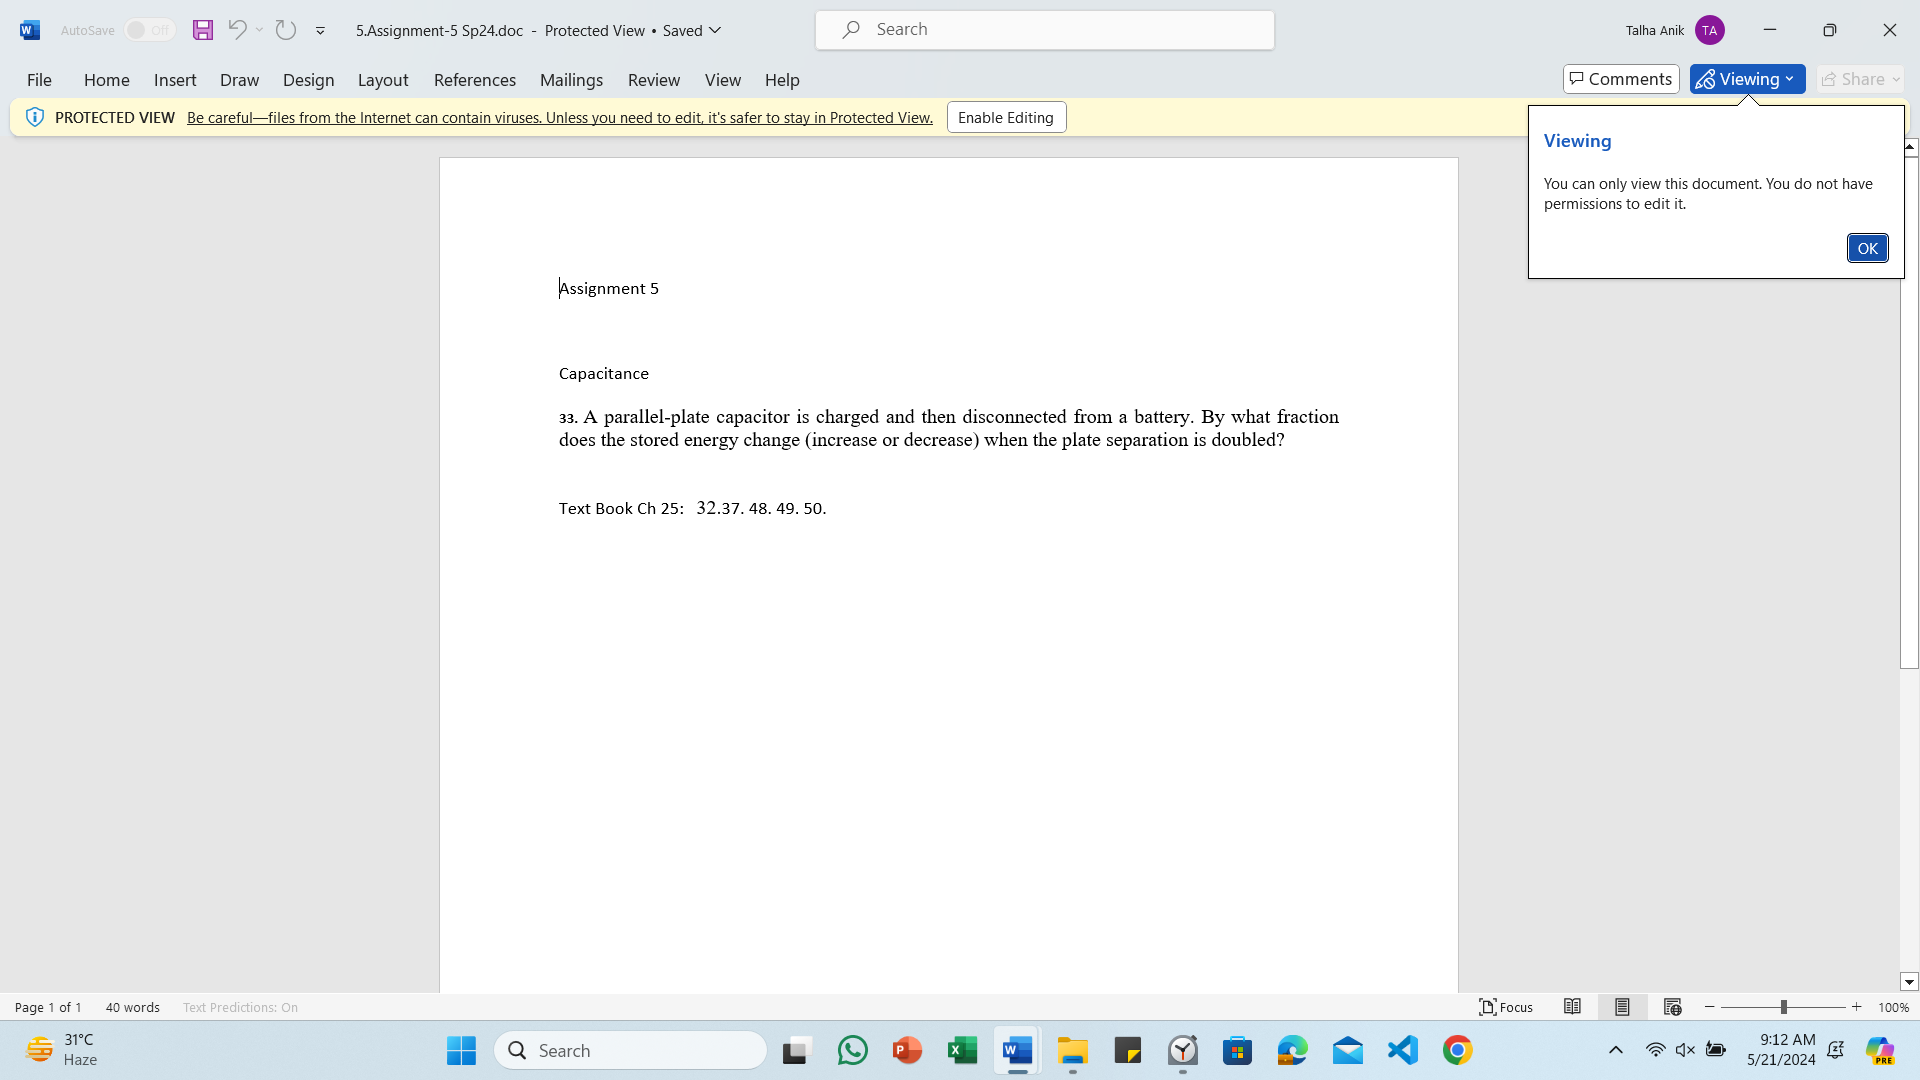 AutoSave Off 5.Assignment-5 Sp24.doc - Protected View • Saved Search Talha Anik TA
File Home Insert Draw Design Layout References Mailings Review View Help Comments Viewing Share
PROTECTED VIEW Be careful—files from the Internet can contain viruses. Unless you need to edit, it's safer to stay in Protected View. Enable Editing
Viewing
You can only view this document. You do not have
permissions to edit it.
OK
Assignment 5
Capacitance
33. A parallel-plate capacitor is charged and then disconnected from a battery. By what fraction
does the stored energy change (increase or decrease) when the plate separation is doubled?
Text Book Ch 25: 32.37. 48. 49. 50.
Page 1 of 1 40 words Text Predictions: On Focus 100%
31°C
Haze
Search
9:12 AM
5/21/2024
PRE